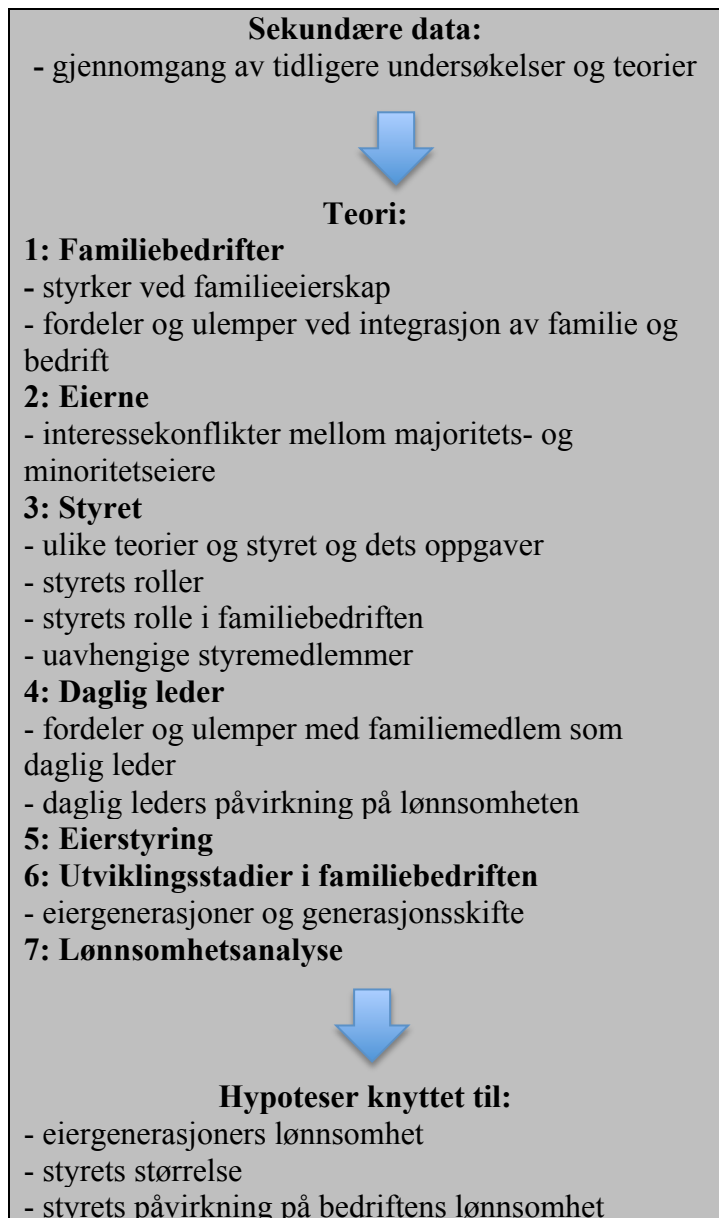 Sekundære data:
- gjennomgang av tidligere undersøkelser og teorier
Teori:
1: Familiebedrifter
- styrker ved familieeierskap
- fordeler og ulemper ved integrasjon av familie og
bedrift
2: Eierne
- interessekonflikter mellom majoritets- og
minoritetseiere
3: Styret
- ulike teorier og styret og dets oppgaver
- styrets roller
- styrets rolle i familiebedriften
- uavhengige styremedlemmer
4: Daglig leder
- fordeler og ulemper med familiemedlem som
daglig leder
- daglig leders påvirkning på lønnsomheten
5: Eierstyring
6: Utviklingsstadier i familiebedriften
- eiergenerasjoner og generasjonsskifte
7: Lønnsomhetsanalyse
Hypoteser knyttet til:
- eiergenerasjoners lønnsomhet
- styrets størrelse
- styrets påvirkning på bedriftens lønnsomhet